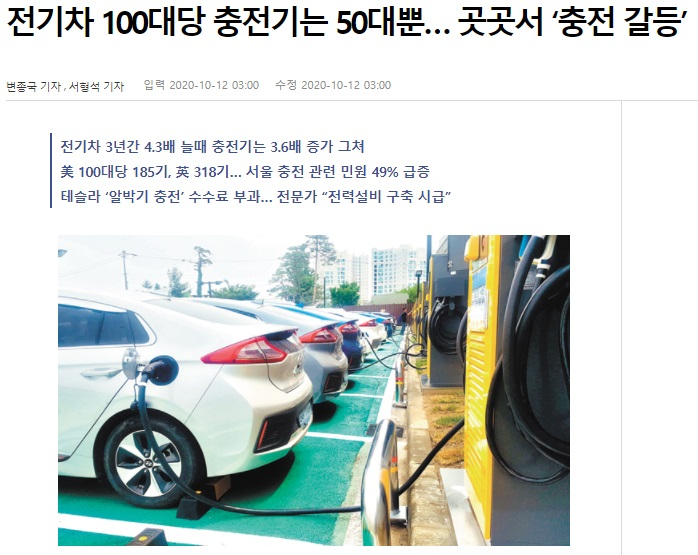 전기차 100대당 충전기는 50대뿐... 곳곳서 ‘충전 갈등’
변종국 기자 , 서형석 기자 입력 2020-10-12 03:00 수정 2020-10-12 03:00
전기차 3년간 4.3배 늘때 충전기는 3.6배 증가 그쳐
美 100대당 185기, 英 318기... 서울 충전 관련 민원 49% 급증
테슬라 ‘알박기 충전’ 수수료 부과... 전문가 “전력설비 구축 시급”